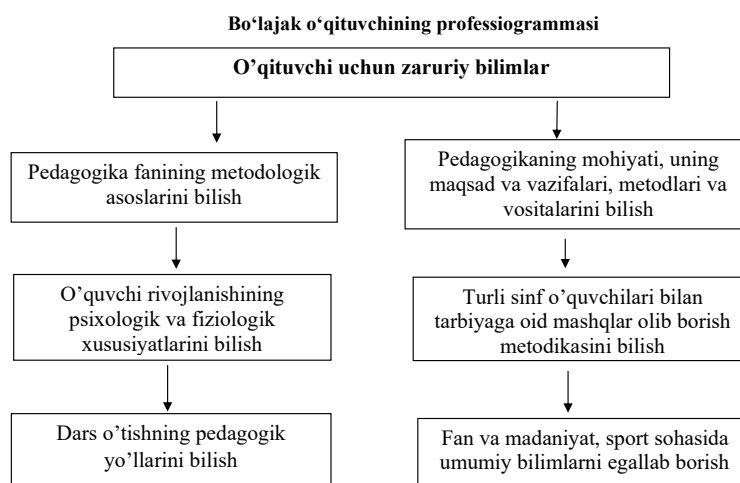 Bo‘lajak o‘qituvchining professiogrammasi
O’qituvchi uchun zaruriy bilimlar
Pedagogika fanining metodologik
asoslarini bilish
Pedagogikaning mohiyati, uning
maqsad va vazifalari, metodlari va
vositalarini bilish
O’quvchi rivojlanishining
psixologik va fiziologik
xususiyatlarini bilish
Turli sinf o’quvchilari bilan
tarbiyaga oid mashqlar olib borish
metodikasini bilish
Dars o’tishning pedagogik
yo’llarini bilish
Fan va madaniyat, sport sohasida
umumiy bilimlarni egallab borish